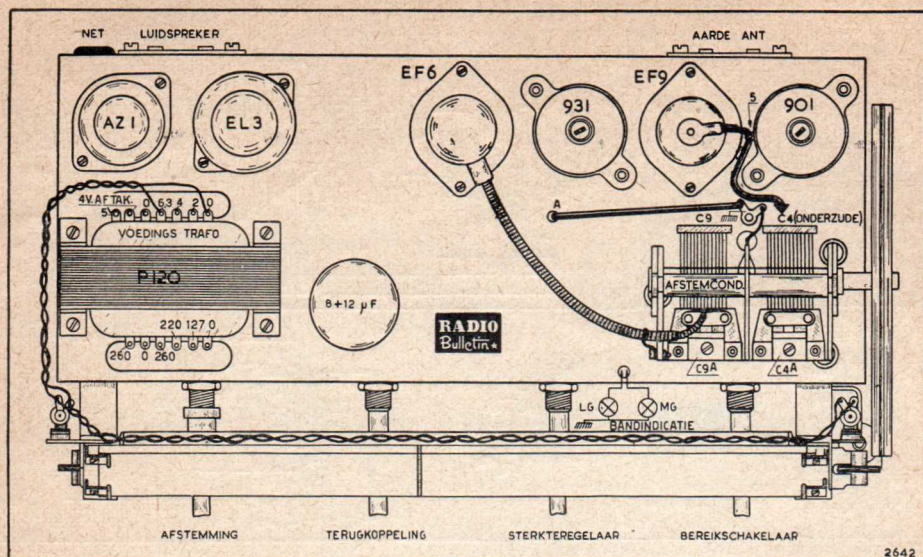 NET LUIDSPREKER AARDE ANT
EF6 EF9
931 5 901
AZ1 EL3
4V.AFTAK. 0 6,3 4 2 0
5V
A C9 C4 (ONDERZIJDE)
VOEDINGS TRAFO
P120
AFSTEMCOND.
8+12 µF
220 127 0
RADIO
Bulletin
260 0 260
C9A C4A
LG MG
BANDINDICATIE
AFSTEMMING TERUGKOPPELING STERKTEREGELAAR BEREIKSCHAKELAAR
2642